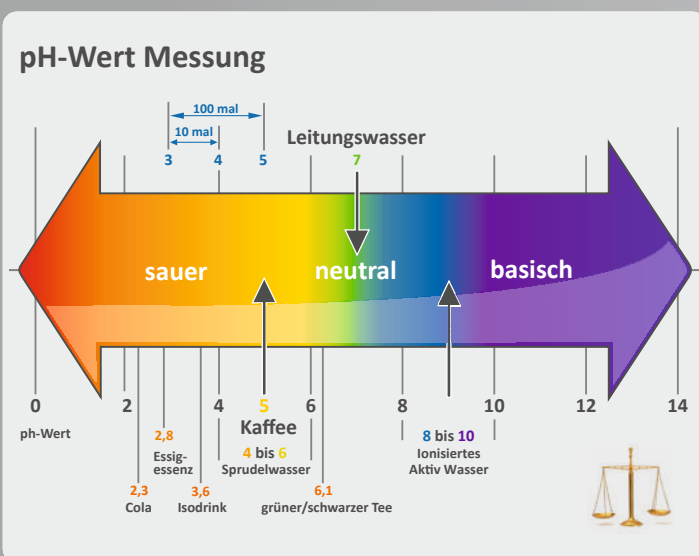 pH-Wert Messung
100 mal
10 mal
3 4 5
Leitungswasser
7
sauer neutral basisch
0 2 4 5 6 8 10 12 14
ph-Wert
Kaffee
2,8
8 bis 10
Essig-
essenz
4 bis 6
Sprudelwasser
Ionisiertes
Aktiv Wasser
2,3
Cola
3,6
Isodrink
6,1
grüner/schwarzer Tee